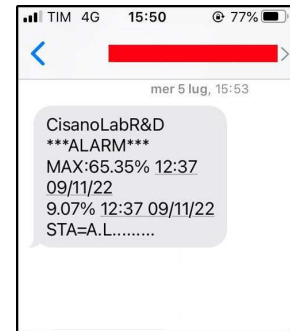 TIM 4G 15:50 77%
mer 5 lug, 15:53
CisanoLabR&D
***ALARM***
MAX:65.35% 12:37
09/11/22
9.07% 12:37 09/11/22
STA=A.L.........